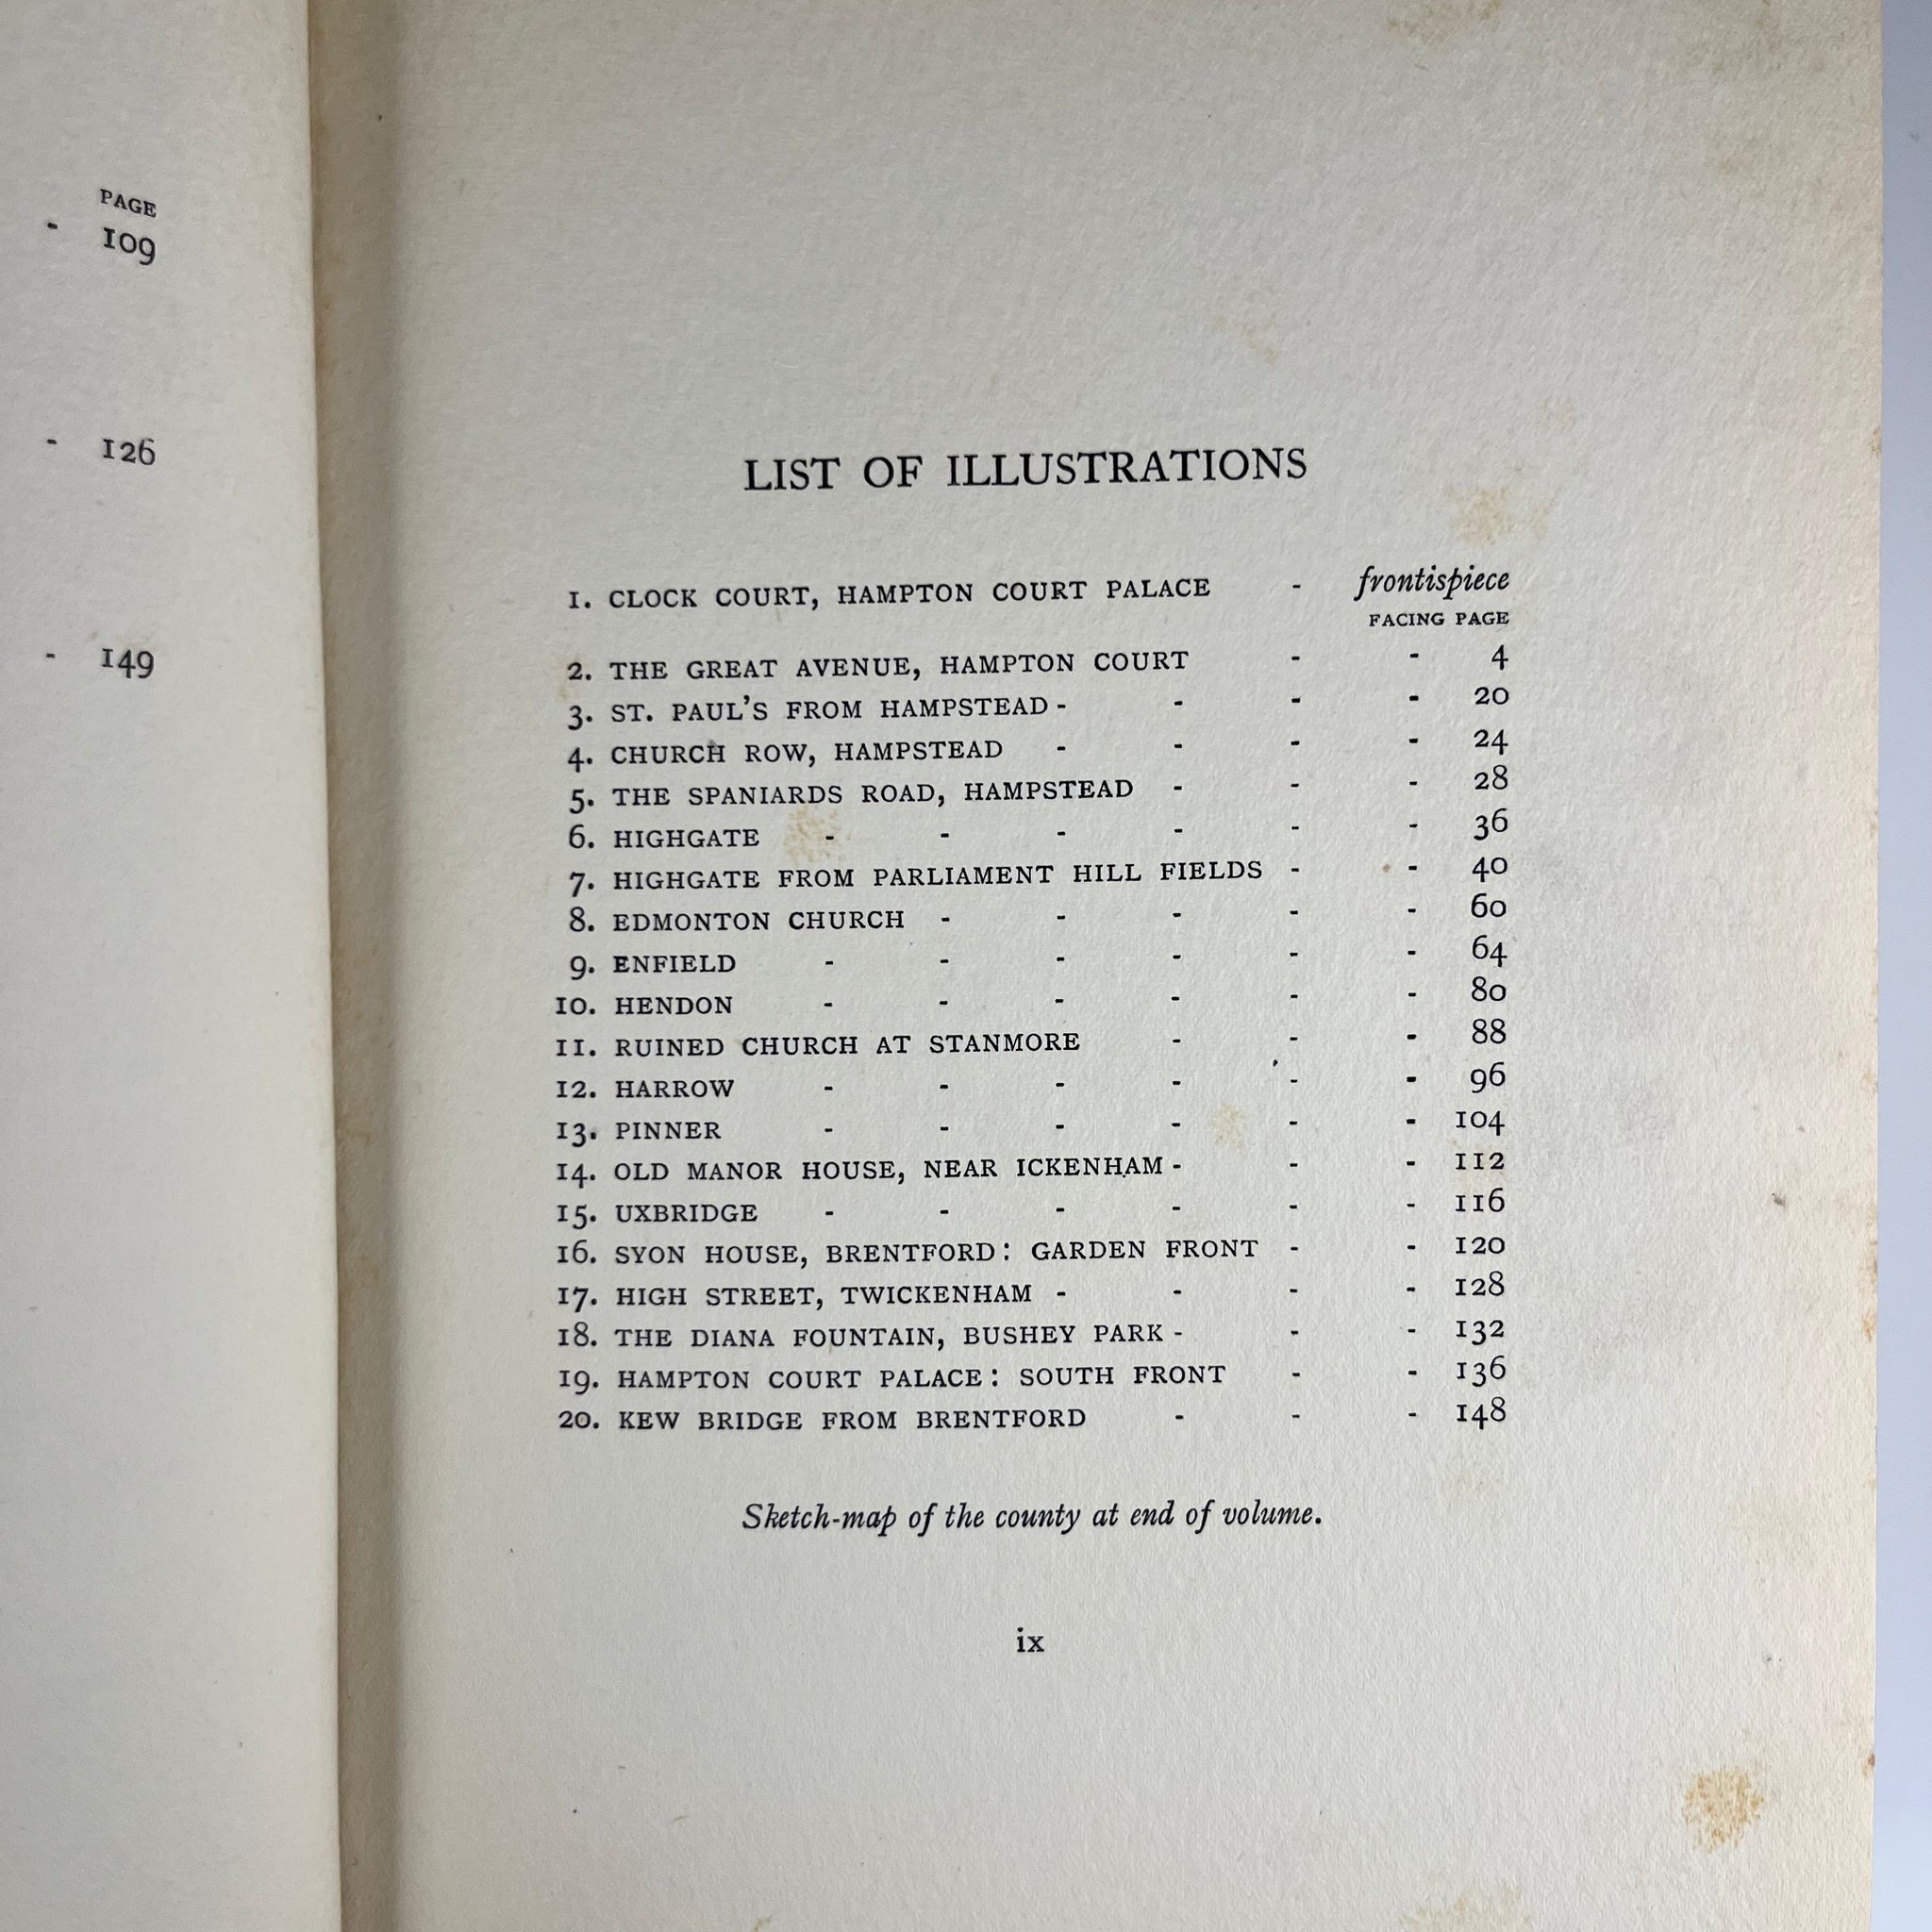 PAGE
- 109
- 126
- 149
LIST OF ILLUSTRATIONS
1. CLOCK COURT, HAMPTON COURT PALACE - frontispiece
FACING PAGE
2. THE GREAT AVENUE, HAMPTON COURT - - 4
3. ST. PAUL'S FROM HAMPSTEAD - - - - 20
4. CHURCH ROW, HAMPSTEAD - - - - 24
5. THE SPANIARDS ROAD, HAMPSTEAD - - - 28
6. HIGHGATE - - - - - - 36
7. HIGHGATE FROM PARLIAMENT HILL FIELDS - - 40
8. EDMONTON CHURCH - - - - - 60
9. ENFIELD - - - - - - 64
10. HENDON - - - - - - 80
11. RUINED CHURCH AT STANMORE - - - 88
12. HARROW - - - - - - 96
13. PINNER - - - - - - 104
14. OLD MANOR HOUSE, NEAR ICKENHAM - - - 112
15. UXBRIDGE - - - - - - 116
16. SYON HOUSE, BRENTFORD: GARDEN FRONT - - 120
17. HIGH STREET, TWICKENHAM - - - - 128
18. THE DIANA FOUNTAIN, BUSHEY PARK - - - 132
19. HAMPTON COURT PALACE: SOUTH FRONT - - 136
20. KEW BRIDGE FROM BRENTFORD - - - 148
Sketch-map of the county at end of volume.
ix